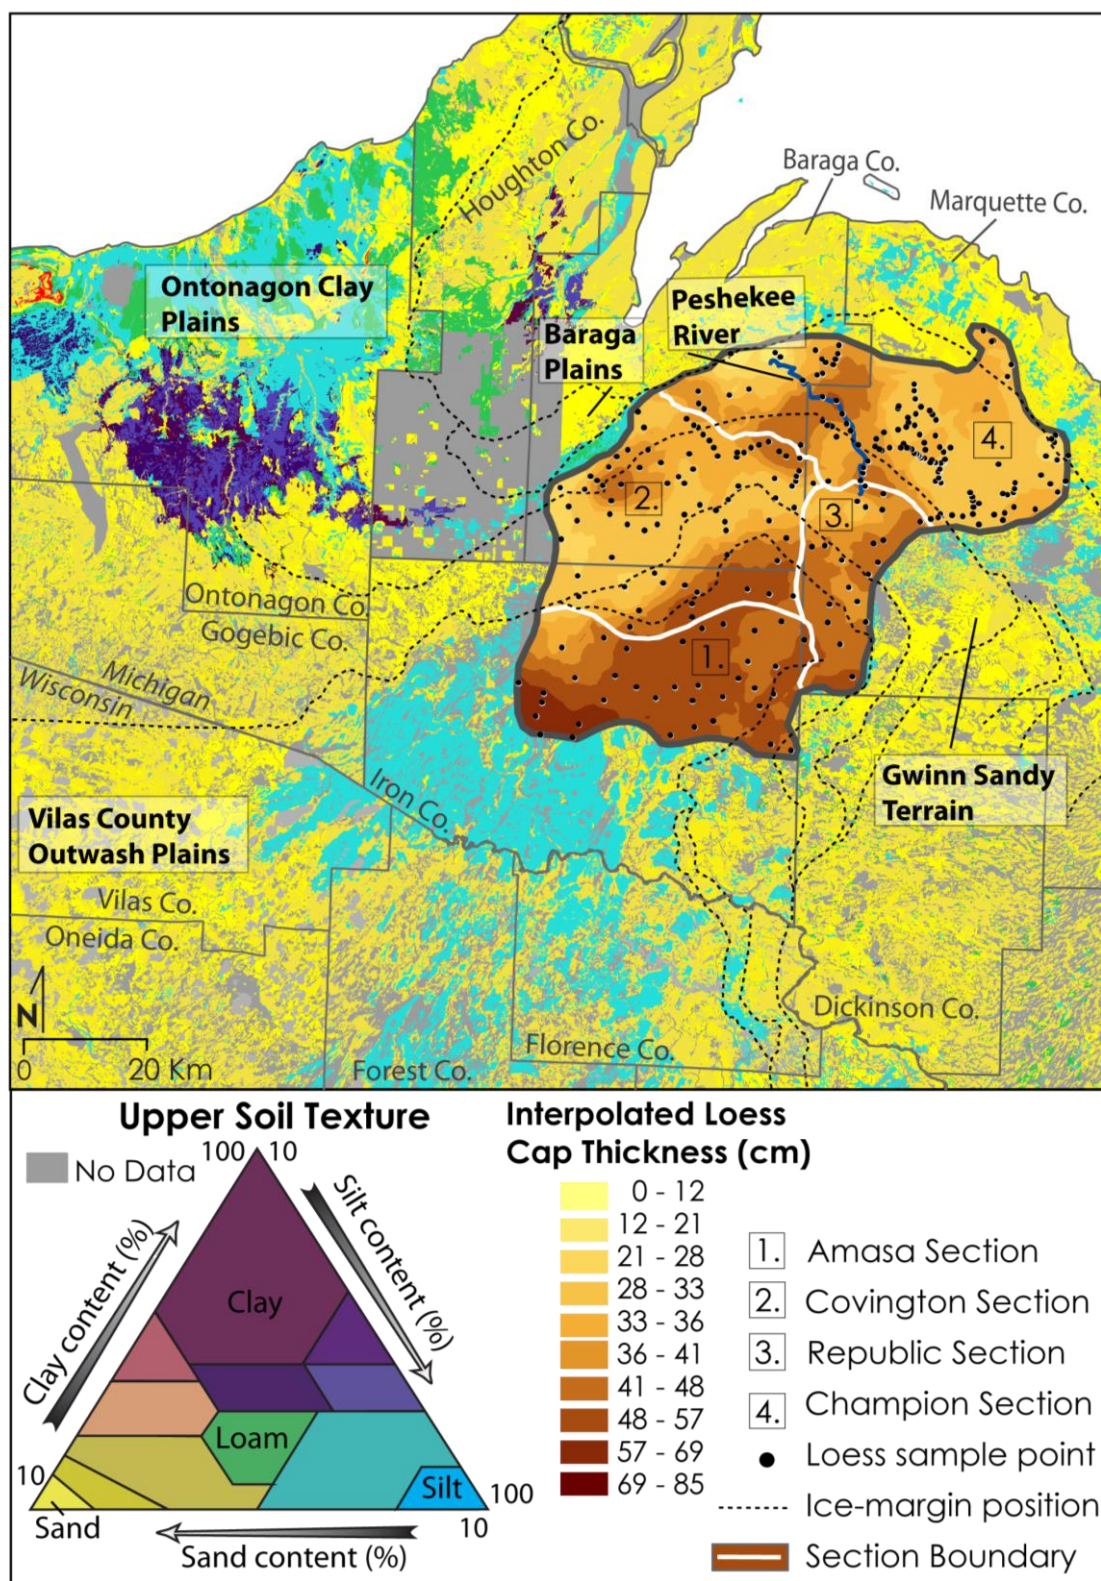 Houghton Co.
Baraga Co.
Marquette Co.
Ontonagon Clay
Plains
Peshekee
River
Baraga
Plains
4.
2.
3.
Ontonagon Co.
Gogebic Co.
1.
Michigan
Wisconsin
Iron Co.
Gwinn Sandy
Terrain
Vilas County
Outwash Plains
Vilas Co.
Oneida Co.
N
0 20 Km
Dickinson Co.
Florence Co.
Forest Co.
Upper Soil Texture
No Data
100 10
Clay content (%)
Silt content (%)
Clay
Loam
Silt
10
Sand
100
10
Sand content (%)
Interpolated Loess
Cap Thickness (cm)
0 - 12
12 - 21
21 - 28
28 - 33
33 - 36
36 - 41
41 - 48
48 - 57
57 - 69
69 - 85
1. Amasa Section
2. Covington Section
3. Republic Section
4. Champion Section
Loess sample point
Ice-margin position
Section Boundary